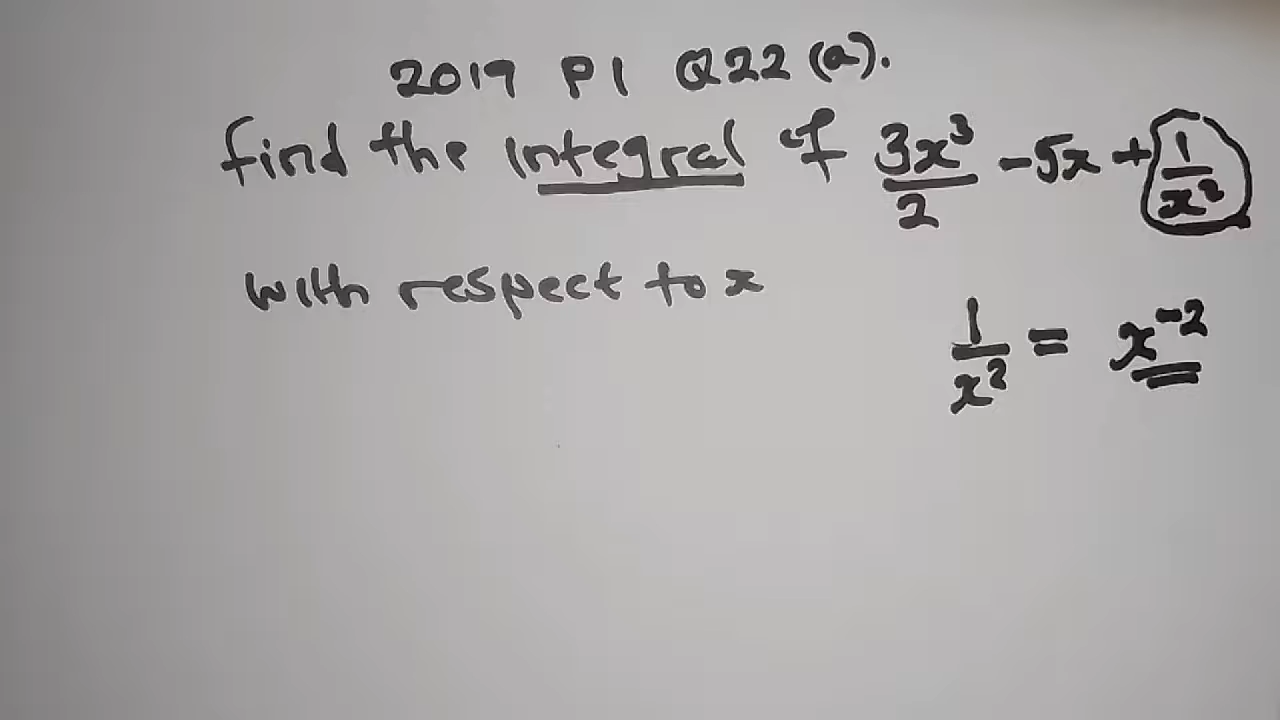 2019 P1 Q22 (a).
find the integral of 3x³/2 - 5x + 1/x²
with respect to x
1/x² = x⁻²